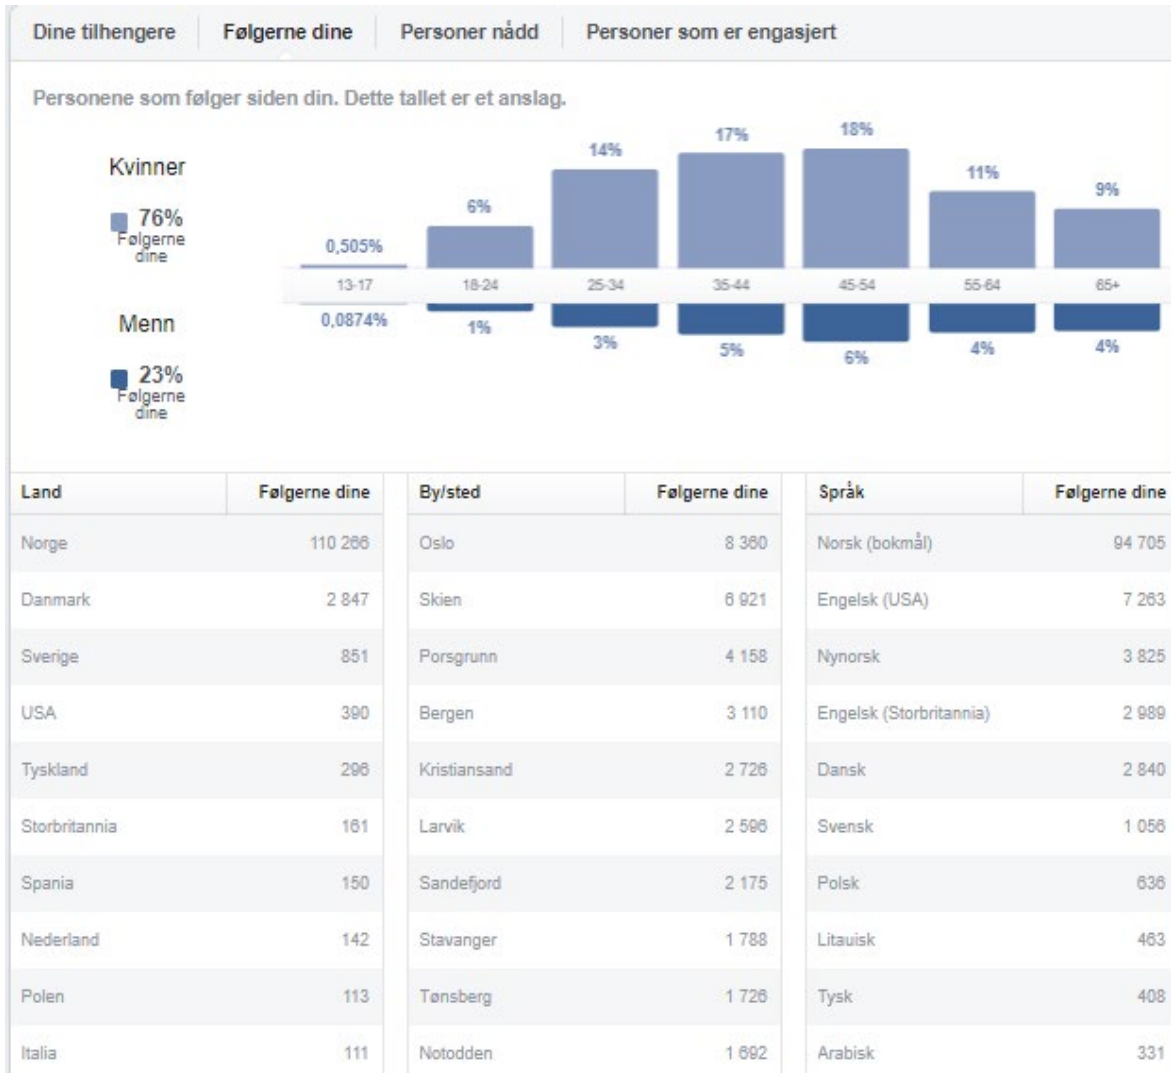 Dine tilhengere Følgerne dine Personer nådd Personer som er engasjert
Personene som følger siden din. Dette tallet er et anslag.
Kvinner
76%
Følgerne
dine
Menn
23%
Følgerne
dine
0,505% 6% 14% 17% 18% 11% 9%
13-17 18-24 25-34 35-44 45-54 55-64 65+
0,0874% 1% 3% 5% 6% 4% 4%
Land Følgerne dine By/sted Følgerne dine Språk Følgerne dine
Norge 110 266 Oslo 8 360 Norsk (bokmål) 94 705
Danmark 2 847 Skien 6 921 Engelsk (USA) 7 263
Sverige 851 Porsgrunn 4 158 Nynorsk 3 825
USA 390 Bergen 3 110 Engelsk (Storbritannia) 2 989
Tyskland 296 Kristiansand 2 726 Dansk 2 840
Storbritannia 161 Larvik 2 596 Svensk 1 056
Spania 150 Sandefjord 2 175 Polsk 636
Nederland 142 Stavanger 1 788 Litauisk 463
Polen 113 Tønsberg 1 726 Tysk 408
Italia 111 Notodden 1 692 Arabisk 331